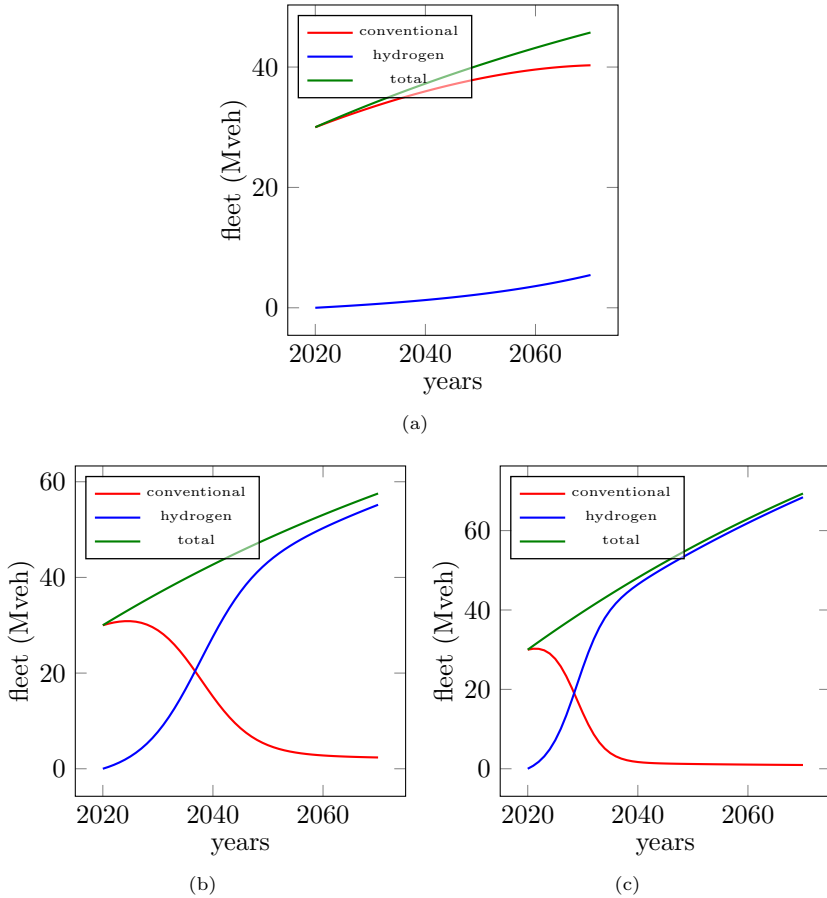 conventional
hydrogen
total
40
20
0
fleet (Mveh)
2020 2040 2060
years
(a)
conventional
hydrogen
total
60
40
20
0
fleet (Mveh)
2020 2040 2060
years
(b)
conventional
hydrogen
total
60
40
20
0
fleet (Mveh)
2020 2040 2060
years
(c)